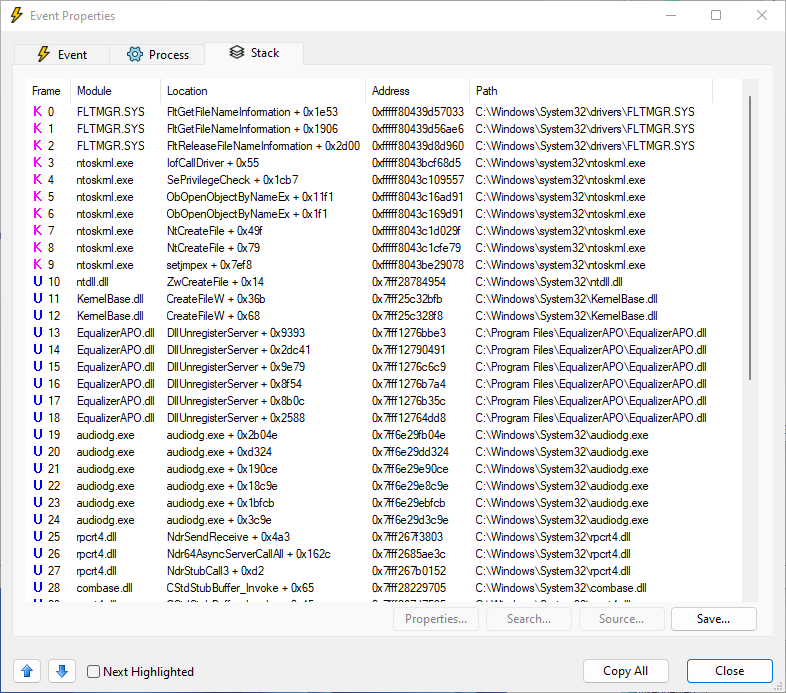 Event Properties
Event Process Stack
Frame Module Location Address Path
K 0 FLTMGR.SYS FltGetFileNameInformation + 0x1e53 0xfffff80439d57033 C:\Windows\System32\drivers\FLTMGR.SYS
K 1 FLTMGR.SYS FltGetFileNameInformation + 0x1906 0xfffff80439d56ae6 C:\Windows\System32\drivers\FLTMGR.SYS
K 2 FLTMGR.SYS FltReleaseFileNameInformation + 0x2d00 0xfffff80439d8d960 C:\Windows\System32\drivers\FLTMGR.SYS
K 3 ntoskrnl.exe IofCallDriver + 0x55 0xfffff8043bcf68d5 C:\Windows\system32\ntoskrnl.exe
K 4 ntoskrnl.exe SePrivilegeCheck + 0x1cb7 0xfffff8043c109557 C:\Windows\system32\ntoskrnl.exe
K 5 ntoskrnl.exe ObOpenObjectByNameEx + 0x11f1 0xfffff8043c16ad91 C:\Windows\system32\ntoskrnl.exe
K 6 ntoskrnl.exe ObOpenObjectByNameEx + 0x1f1 0xfffff8043c169d91 C:\Windows\system32\ntoskrnl.exe
K 7 ntoskrnl.exe NtCreateFile + 0x49f 0xfffff8043c1d029f C:\Windows\system32\ntoskrnl.exe
K 8 ntoskrnl.exe NtCreateFile + 0x79 0xfffff8043c1cfe79 C:\Windows\system32\ntoskrnl.exe
K 9 ntoskrnl.exe setjmpex + 0x7ef8 0xfffff8043be29078 C:\Windows\system32\ntoskrnl.exe
U 10 ntdll.dll ZwCreateFile + 0x14 0x7fff28784954 C:\Windows\System32\ntdll.dll
U 11 KernelBase.dll CreateFileW + 0x36b 0x7fff25c32bfb C:\Windows\System32\KernelBase.dll
U 12 KernelBase.dll CreateFileW + 0x68 0x7fff25c328f8 C:\Windows\System32\KernelBase.dll
U 13 EqualizerAPO.dll DllUnregisterServer + 0x9393 0x7fff1276bbe3 C:\Program Files\EqualizerAPO\EqualizerAPO.dll
U 14 EqualizerAPO.dll DllUnregisterServer + 0x2dc41 0x7fff12790491 C:\Program Files\EqualizerAPO\EqualizerAPO.dll
U 15 EqualizerAPO.dll DllUnregisterServer + 0x9e79 0x7fff1276c6c9 C:\Program Files\EqualizerAPO\EqualizerAPO.dll
U 16 EqualizerAPO.dll DllUnregisterServer + 0x8f54 0x7fff1276b7a4 C:\Program Files\EqualizerAPO\EqualizerAPO.dll
U 17 EqualizerAPO.dll DllUnregisterServer + 0x8b0c 0x7fff1276b35c C:\Program Files\EqualizerAPO\EqualizerAPO.dll
U 18 EqualizerAPO.dll DllUnregisterServer + 0x2588 0x7fff12764dd8 C:\Program Files\EqualizerAPO\EqualizerAPO.dll
U 19 audiodg.exe audiodg.exe + 0x2b04e 0x7ff6e29fb04e C:\Windows\System32\audiodg.exe
U 20 audiodg.exe audiodg.exe + 0xd324 0x7ff6e29dd324 C:\Windows\System32\audiodg.exe
U 21 audiodg.exe audiodg.exe + 0x190ce 0x7ff6e29e90ce C:\Windows\System32\audiodg.exe
U 22 audiodg.exe audiodg.exe + 0x18c9e 0x7ff6e29e8c9e C:\Windows\System32\audiodg.exe
U 23 audiodg.exe audiodg.exe + 0x1bfcb 0x7ff6e29ebfcb C:\Windows\System32\audiodg.exe
U 24 audiodg.exe audiodg.exe + 0x3c9e 0x7ff6e29d3c9e C:\Windows\System32\audiodg.exe
U 25 rpcrt4.dll NdrSendReceive + 0x4a3 0x7fff267f3803 C:\Windows\System32\rpcrt4.dll
U 26 rpcrt4.dll Ndr64AsyncServerCallAll + 0x162c 0x7fff2685ae3c C:\Windows\System32\rpcrt4.dll
U 27 rpcrt4.dll NdrStubCall3 + 0xd2 0x7fff267b0152 C:\Windows\System32\rpcrt4.dll
U 28 combase.dll CStdStubBuffer_Invoke + 0x65 0x7fff28229705 C:\Windows\System32\combase.dll
Properties... Search... Source... Save...
Next Highlighted Copy All Close